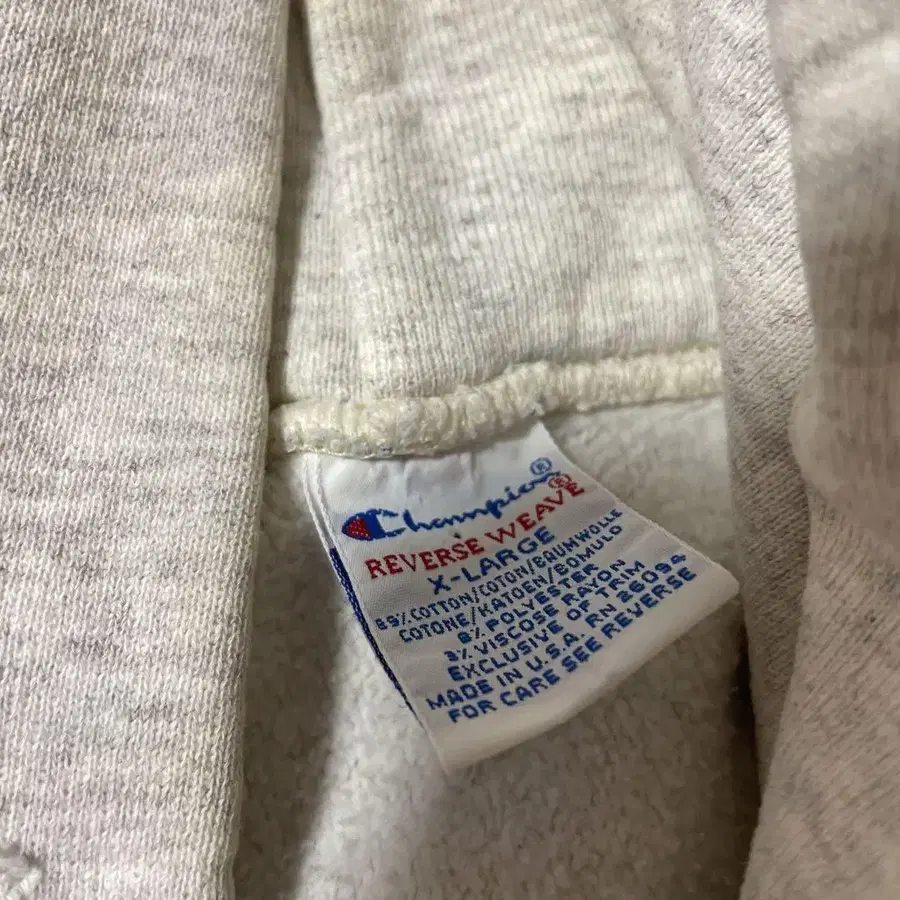 Champion®
REVERSE WEAVE®
X-LARGE
89% COTTON/COTON/BAUMWOLLE
COTONE/KATOEN/BOMULD
8% POLYESTER
3% VISCOSE RAYON
EXCLUSIVE OF TRIM
MADE IN U.S.A. RN 26094
FOR CARE SEE REVERSE